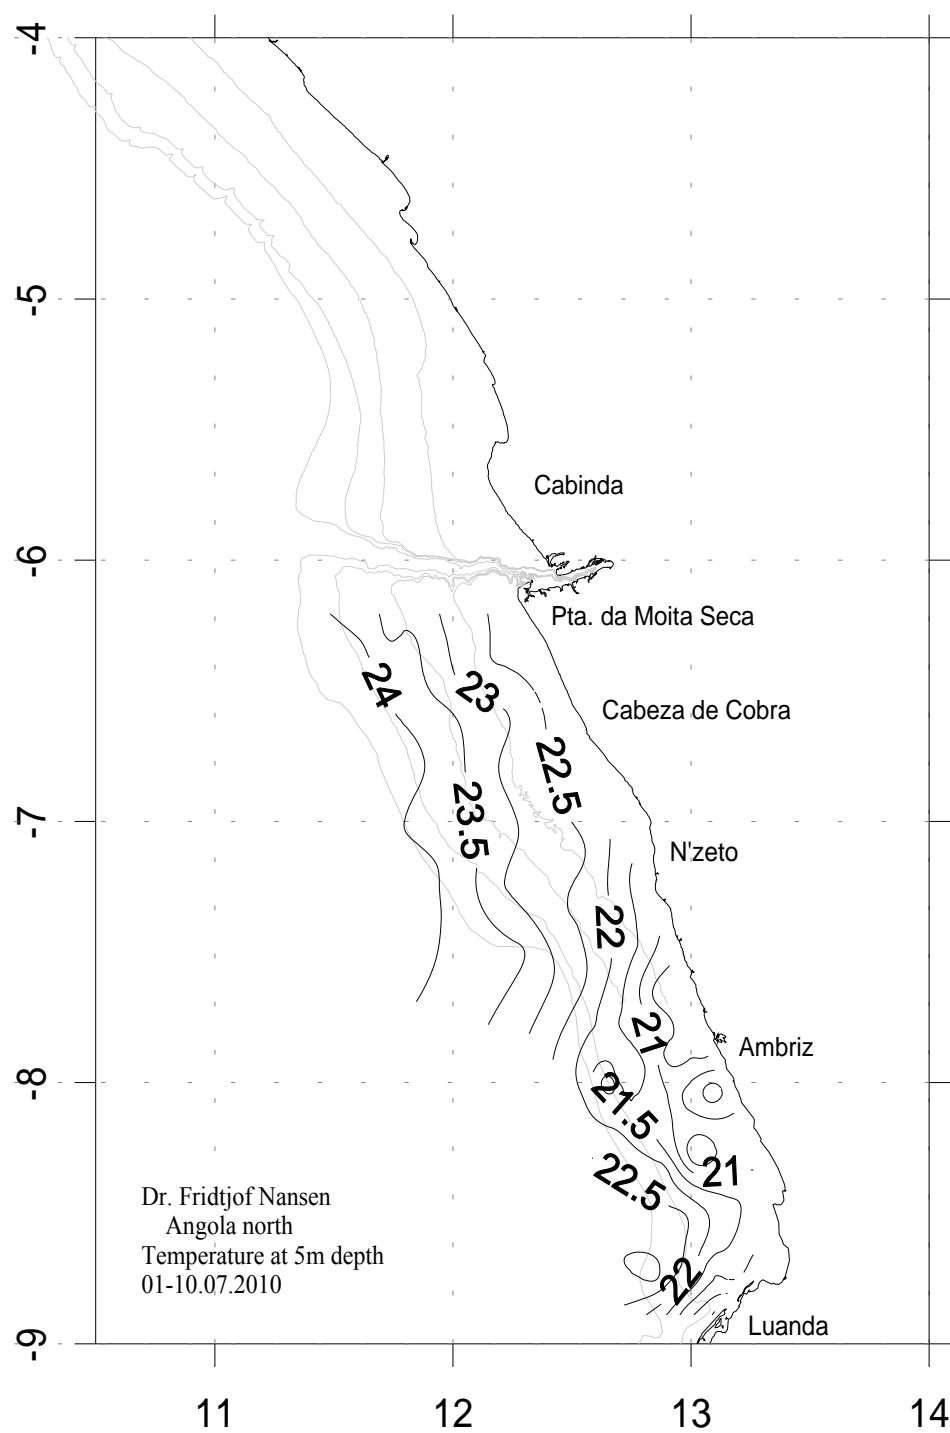 -4
-5
Cabinda
-6
Pta. da Moita Seca
24
23
Cabeza de Cobra
22.5
23.5
-7
N'zeto
22
21
Ambriz
-8
21.5
21
22.5
Dr. Fridtjof Nansen
Angola north
Temperature at 5m depth
01-10.07.2010
22
Luanda
-9
11
12
13
14